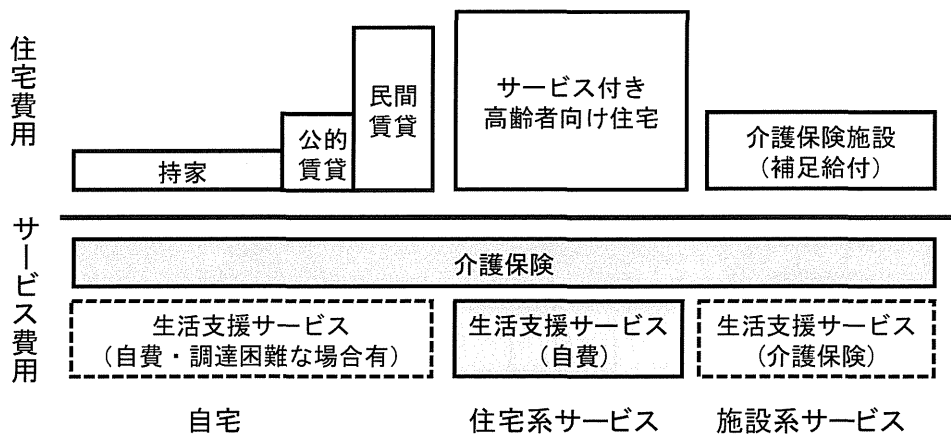 住宅費用
持家
公的
賃貸
民間
賃貸
サービス付き
高齢者向け住宅
介護保険施設
（補足給付）
サービス費用
介護保険
生活支援サービス
（自費・調達困難な場合有）
生活支援サービス
（自費）
生活支援サービス
（介護保険）
自宅
住宅系サービス
施設系サービス